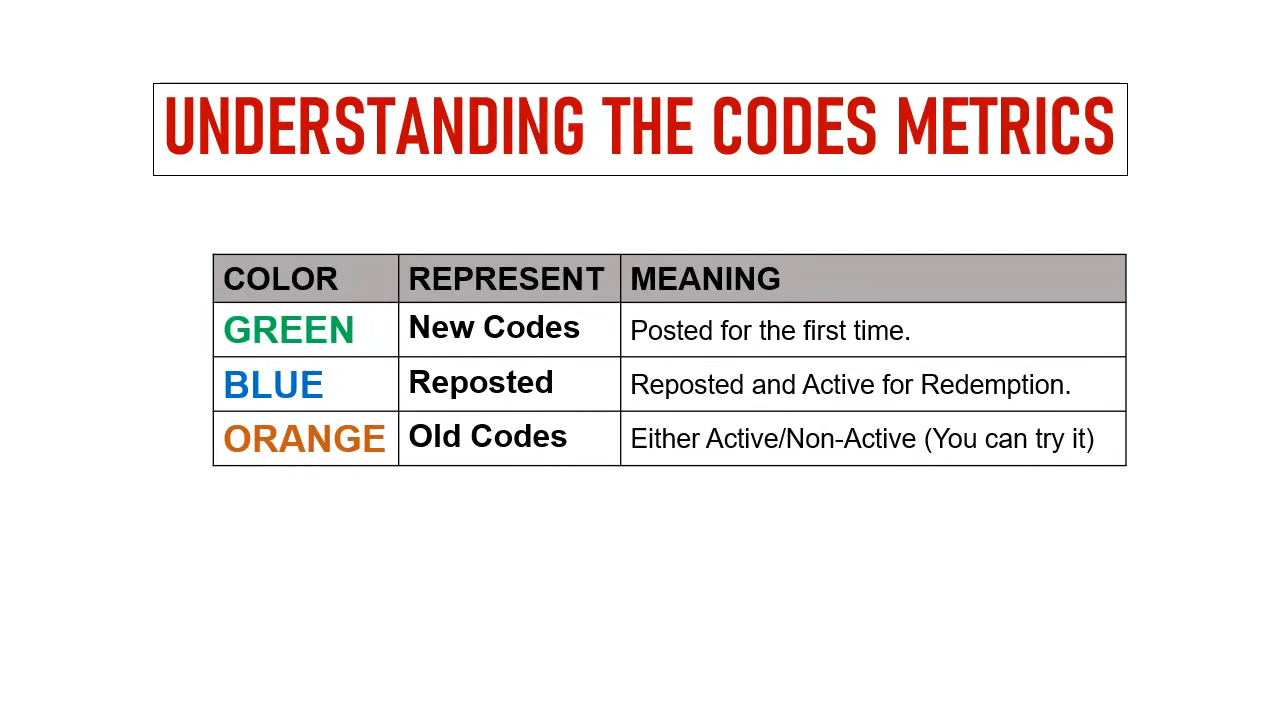 UNDERSTANDING THE CODES METRICS
COLOR REPRESENT MEANING
GREEN New Codes Posted for the first time.
BLUE Reposted Reposted and Active for Redemption.
ORANGE Old Codes Either Active/Non-Active (You can try it)